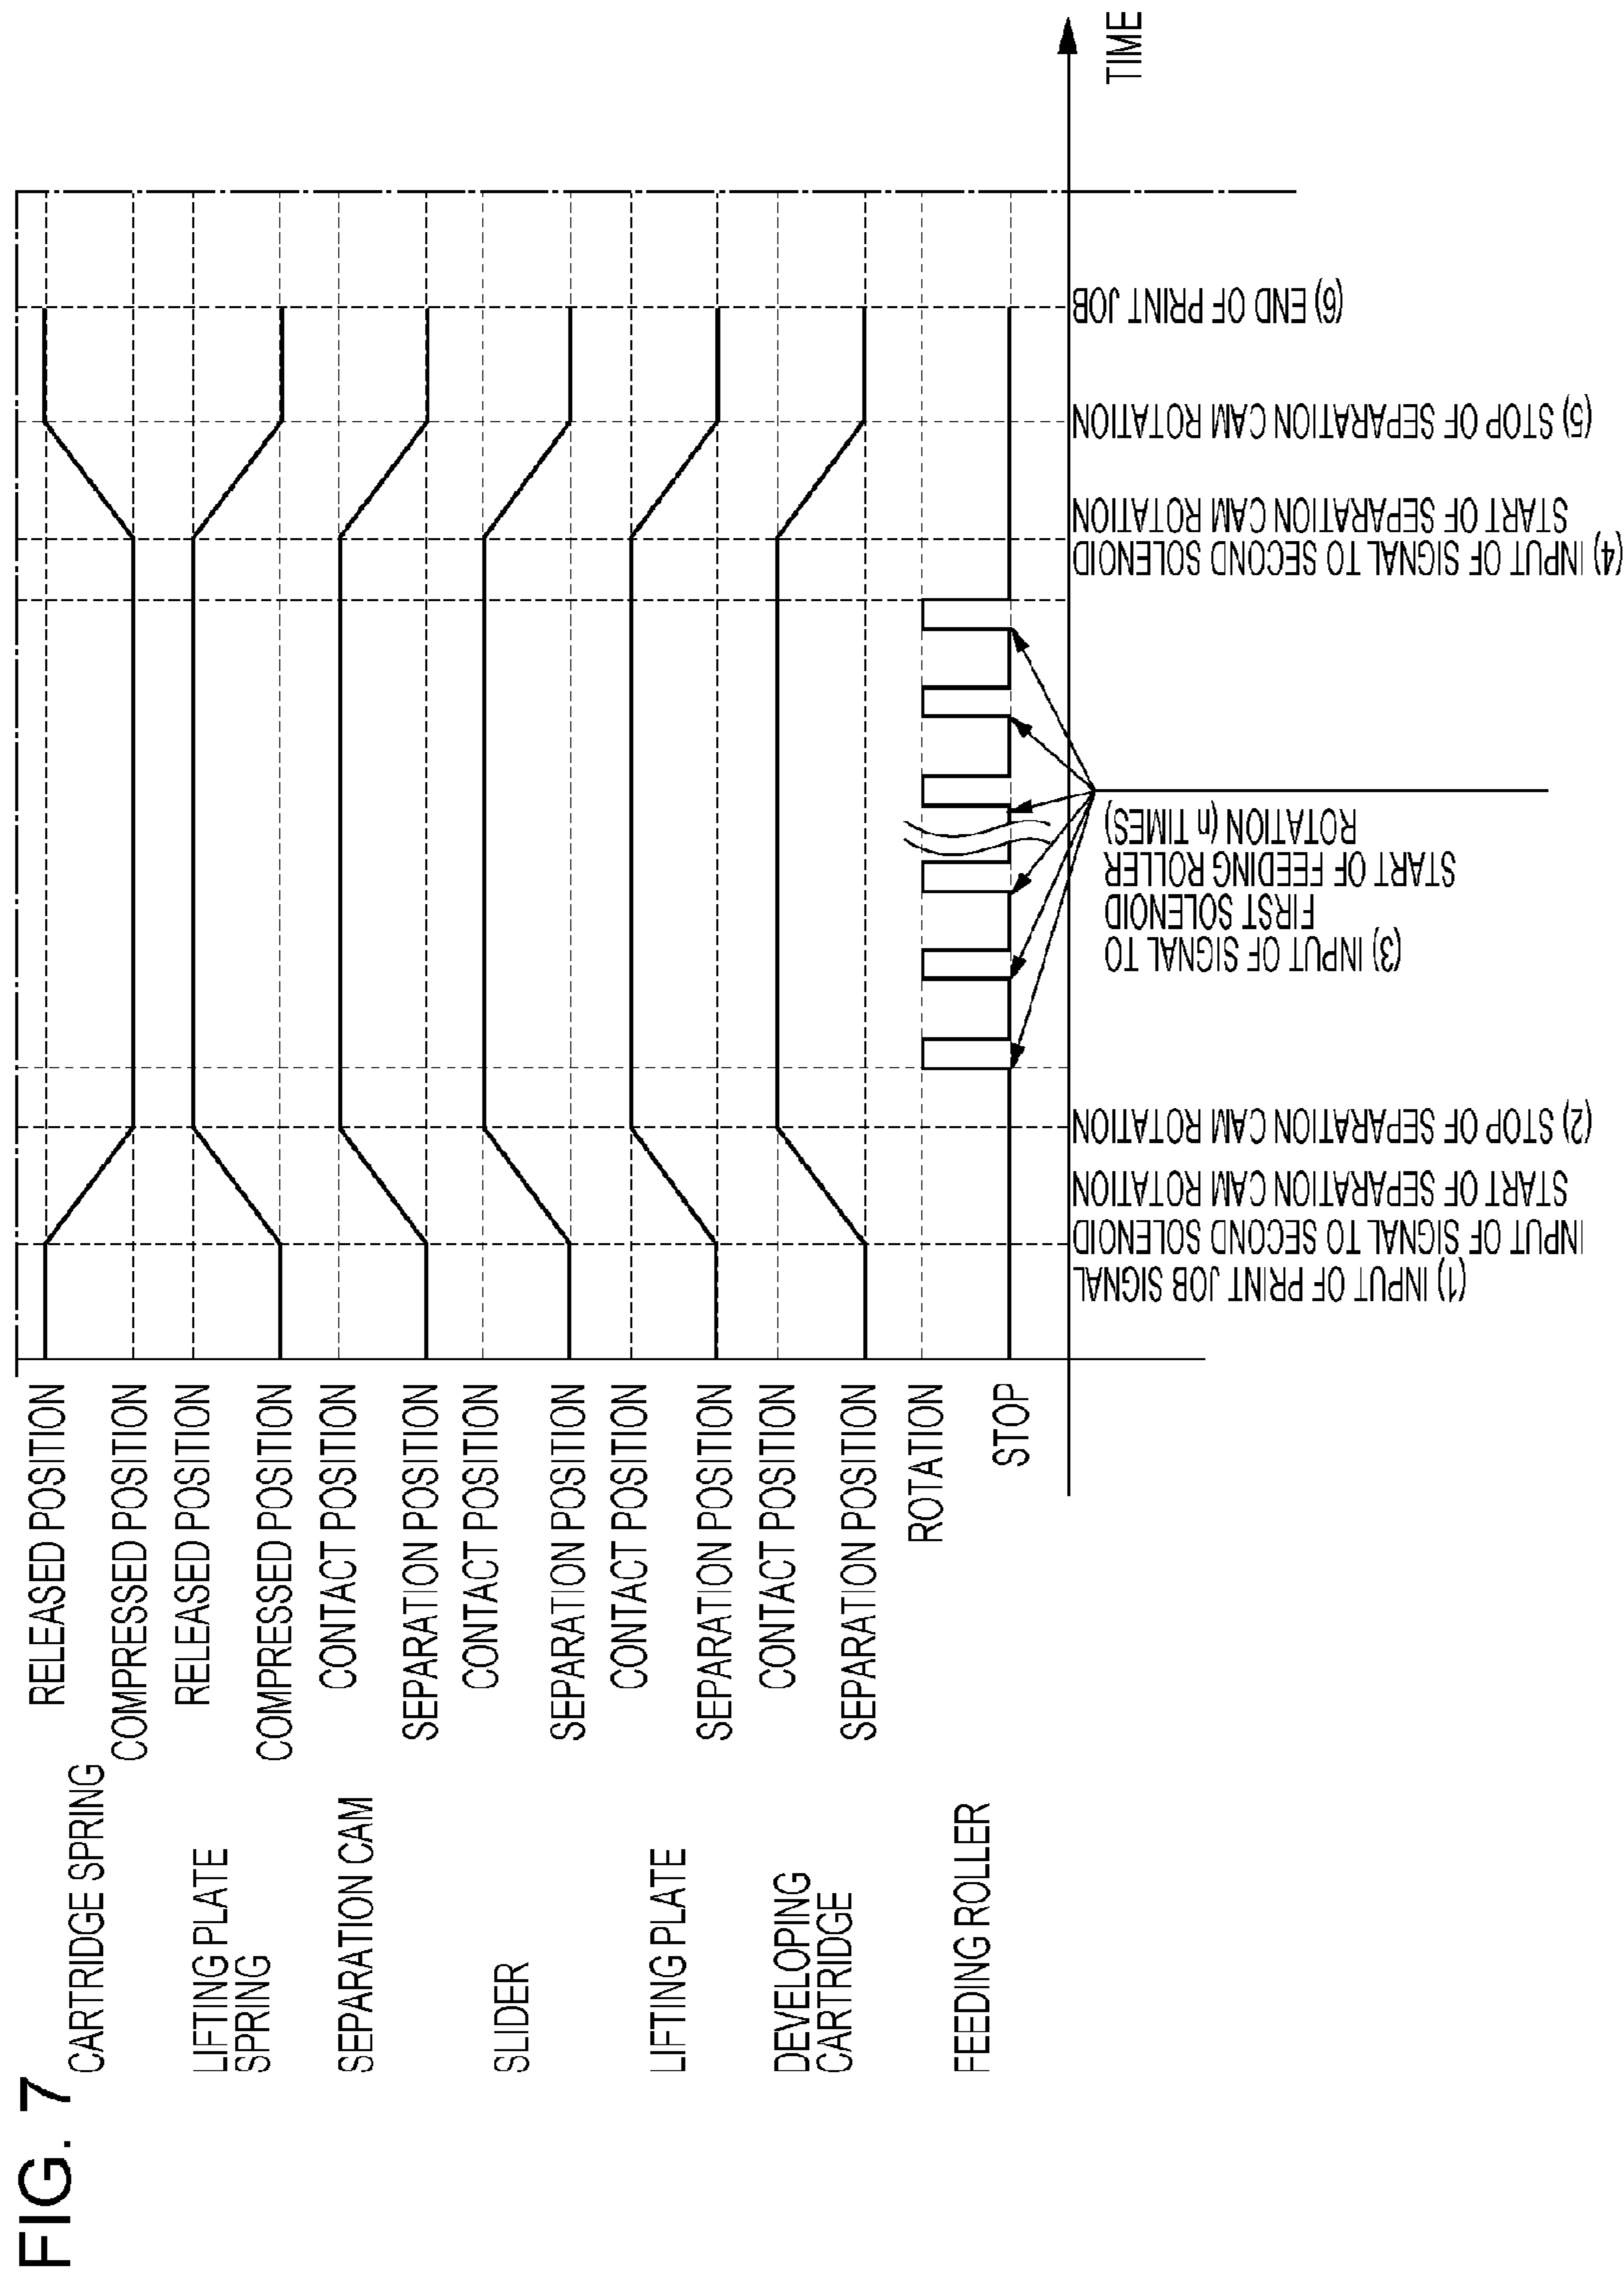 FIG. 7
CARTRIDGE SPRING
RELEASED POSITION
COMPRESSED POSITION
LIFTING PLATE
SPRING
RELEASED POSITION
COMPRESSED POSITION
SEPARATION CAM
CONTACT POSITION
SEPARATION POSITION
SLIDER
CONTACT POSITION
SEPARATION POSITION
LIFTING PLATE
CONTACT POSITION
SEPARATION POSITION
DEVELOPING
CARTRIDGE
CONTACT POSITION
SEPARATION POSITION
FEEDING ROLLER
ROTATION
STOP
TIME
(1) INPUT OF PRINT JOB SIGNAL
INPUT OF SIGNAL TO SECOND SOLENOID
START OF SEPARATION CAM ROTATION
(2) STOP OF SEPARATION CAM ROTATION
(3) INPUT OF SIGNAL TO
FIRST SOLENOID
START OF FEEDING ROLLER
ROTATION (n TIMES)
(4) INPUT OF SIGNAL TO SECOND SOLENOID
START OF SEPARATION CAM ROTATION
(5) STOP OF SEPARATION CAM ROTATION
(6) END OF PRINT JOB